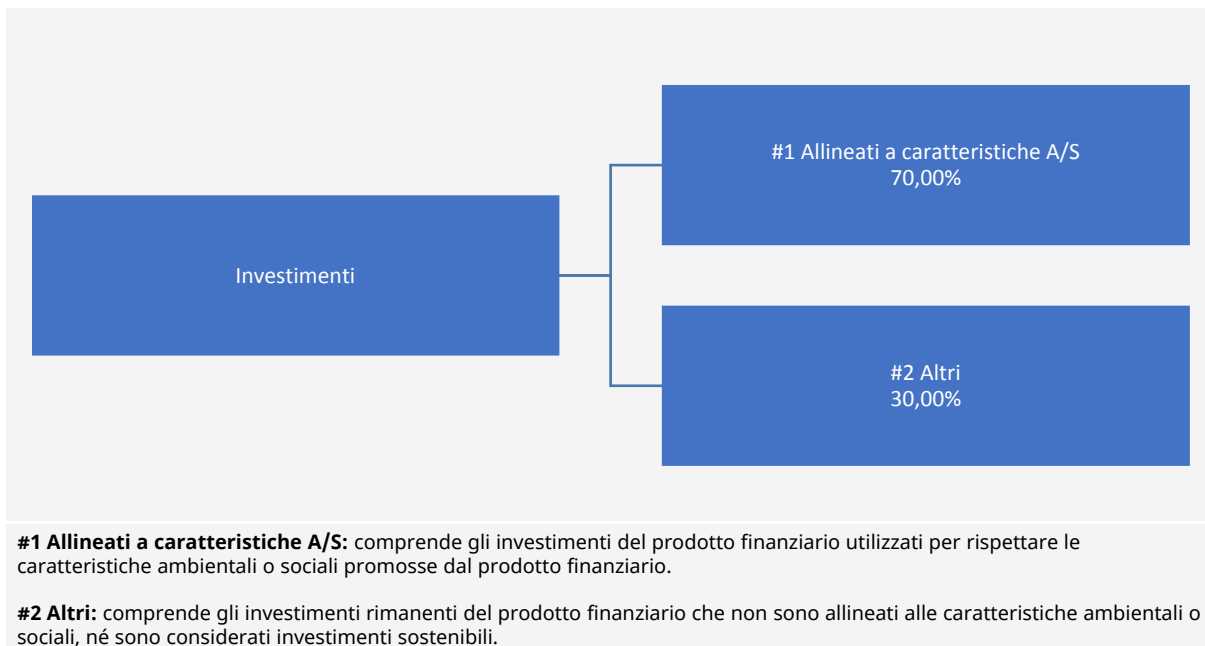 #1 Allineati a caratteristiche A/S
70,00%
Investimenti
#2 Altri
30,00%
#1 Allineati a caratteristiche A/S: comprende gli investimenti del prodotto finanziario utilizzati per rispettare le
caratteristiche ambientali o sociali promosse dal prodotto finanziario.
#2 Altri: comprende gli investimenti rimanenti del prodotto finanziario che non sono allineati alle caratteristiche ambientali o
sociali, né sono considerati investimenti sostenibili.